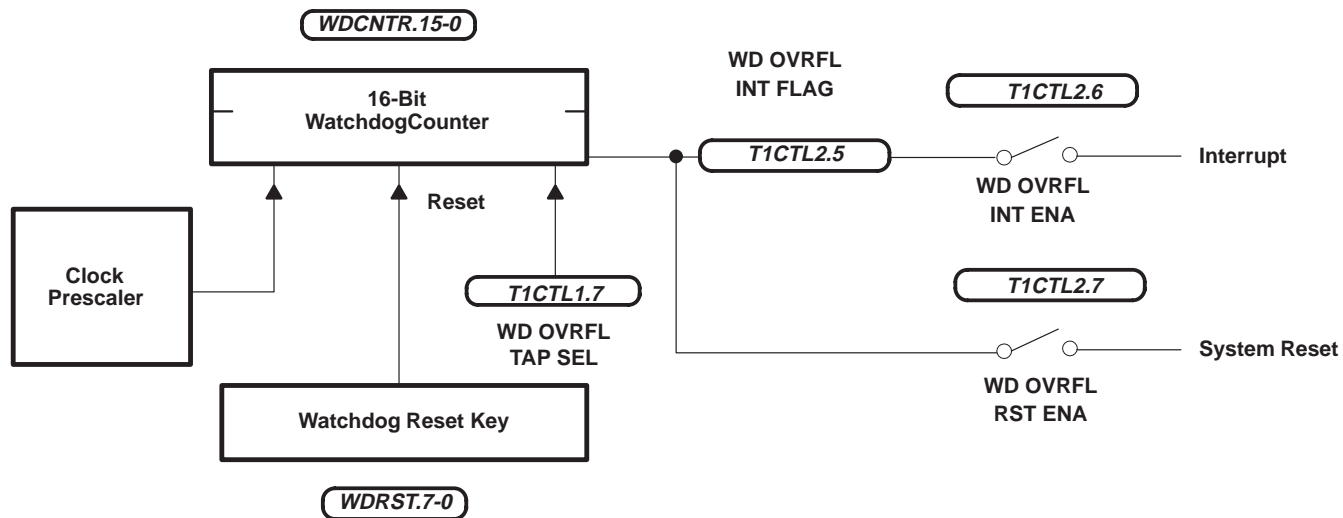 WDCNTR.15-0
16-Bit
WatchdogCounter
WD OVRFL
INT FLAG
T1CTL2.6
T1CTL2.5
Interrupt
WD OVRFL
INT ENA
Reset
Clock
Prescaler
T1CTL1.7
WD OVRFL
TAP SEL
T1CTL2.7
System Reset
WD OVRFL
RST ENA
Watchdog Reset Key
WDRST.7-0